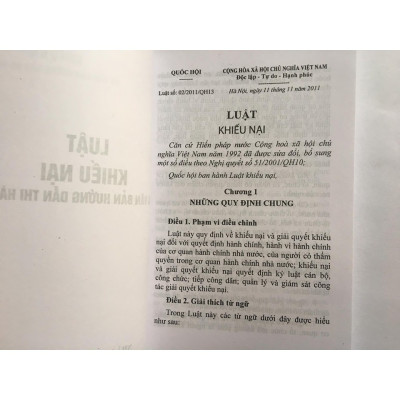 QUỐC HỘI
CỘNG HÒA XÃ HỘI CHỦ NGHĨA VIỆT NAM
Độc lập - Tự do - Hạnh phúc
Luật số: 02/2011/QH13
Hà Nội, ngày 11 tháng 11 năm 2011
LUẬT
KHIẾU NẠI
Căn cứ Hiến pháp nước Cộng hoà xã hội chủ
nghĩa Việt Nam năm 1992 đã được sửa đổi, bổ sung
một số điều theo Nghị quyết số 51/2001/QH10;
Quốc hội ban hành Luật khiếu nại,
Chương 1
NHỮNG QUY ĐỊNH CHUNG
Điều 1. Phạm vi điều chỉnh
Luật này quy định về khiếu nại và giải quyết khiếu
nại đối với quyết định hành chính, hành vi hành chính
của cơ quan hành chính nhà nước, của người có thẩm
quyền trong cơ quan hành chính nhà nước; khiếu nại
và giải quyết khiếu nại quyết định kỷ luật cán bộ,
công chức; tiếp công dân; quản lý và giám sát công
tác giải quyết khiếu nại.
Điều 2. Giải thích từ ngữ
Trong Luật này các từ ngữ dưới đây được hiểu
như sau:
LUẬT
KHIẾU NẠI
BẢN HƯỚNG DẪN THI HÀ